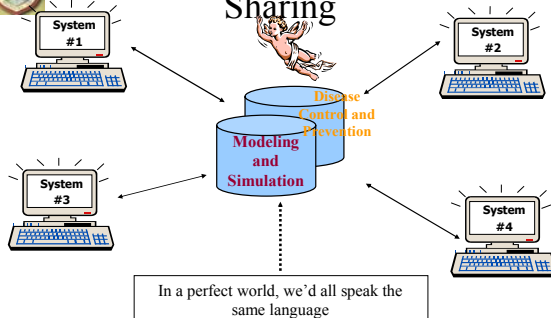 Sharing
System
#1
System
#2
Disease
Control and
Prevention
Modeling
and
Simulation
System
#3
System
#4
In a perfect world, we'd all speak the
same language